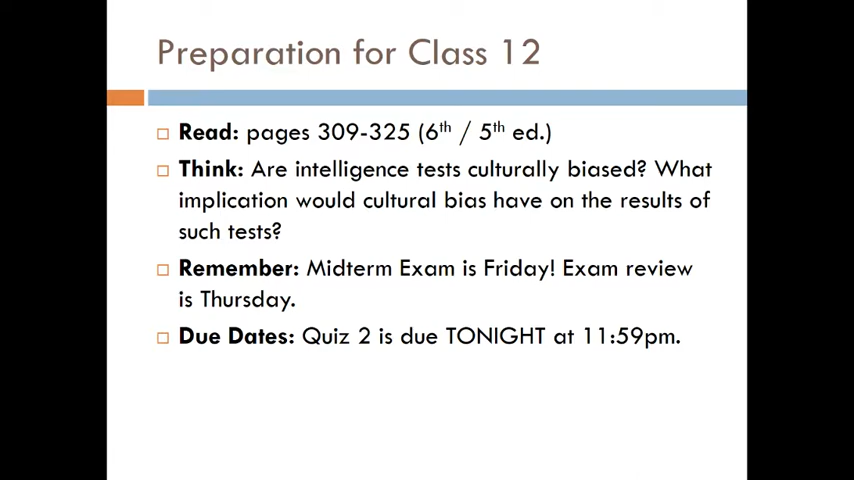 Preparation for Class 12
Read: pages 309-325 (6th / 5th ed.)
Think: Are intelligence tests culturally biased? What
implication would cultural bias have on the results of
such tests?
Remember: Midterm Exam is Friday! Exam review
is Thursday.
Due Dates: Quiz 2 is due TONIGHT at 11:59pm.